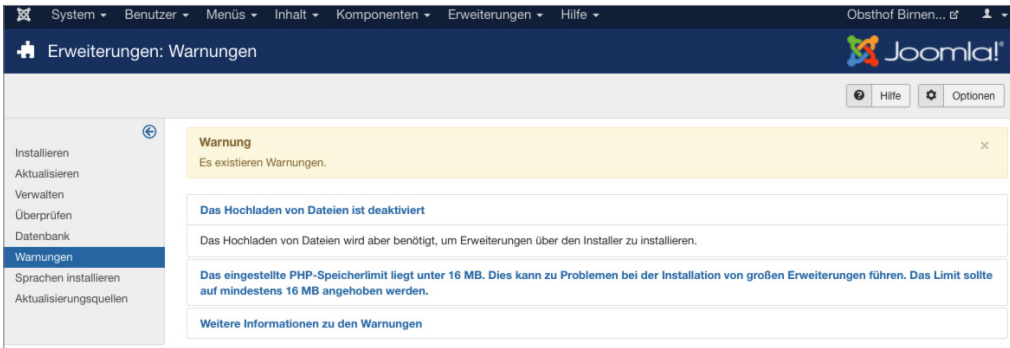 System Benutzer Menüs Inhalt Komponenten Erweiterungen Hilfe Obsthof Birnen...
Erweiterungen: Warnungen Joomla!®
Hilfe Optionen
Installieren
Aktualisieren
Verwalten
Überprüfen
Datenbank
Warnungen
Sprachen installieren
Aktualisierungsquellen
Warnung
Es existieren Warnungen.
Das Hochladen von Dateien ist deaktiviert
Das Hochladen von Dateien wird aber benötigt, um Erweiterungen über den Installer zu installieren.
Das eingestellte PHP-Speicherlimit liegt unter 16 MB. Dies kann zu Problemen bei der Installation von großen Erweiterungen führen. Das Limit sollte
auf mindestens 16 MB angehoben werden.
Weitere Informationen zu den Warnungen